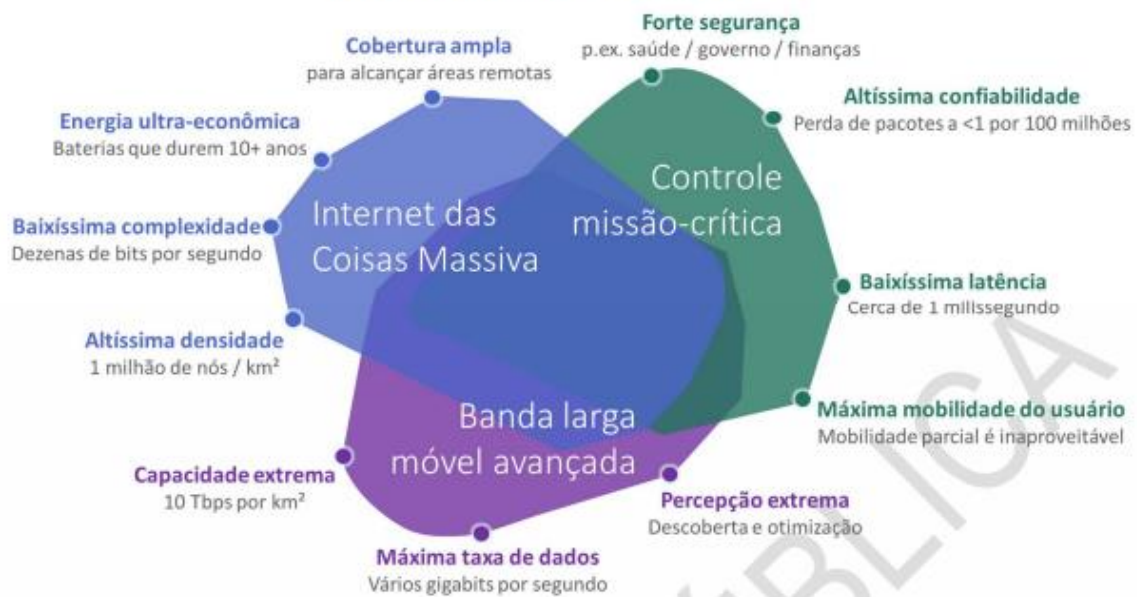 Forte segurança
p.ex. saúde / governo / finanças
Cobertura ampla
para alcançar áreas remotas
Altíssima confiabilidade
Perda de pacotes a <1 por 100 milhões
Energia ultra-econômica
Baterias que durem 10+ anos
Controle
missão-crítica
Internet das
Coisas Massiva
Baixíssima complexidade
Dezenas de bits por segundo
Baixíssima latência
Cerca de 1 milissegundo
Altíssima densidade
1 milhão de nós / km²
Banda larga
móvel avançada
Máxima mobilidade do usuário
Mobilidade parcial é inaproveitável
Capacidade extrema
10 Tbps por km²
Percepção extrema
Descoberta e otimização
Máxima taxa de dados
Vários gigabits por segundo
ÚBLICA